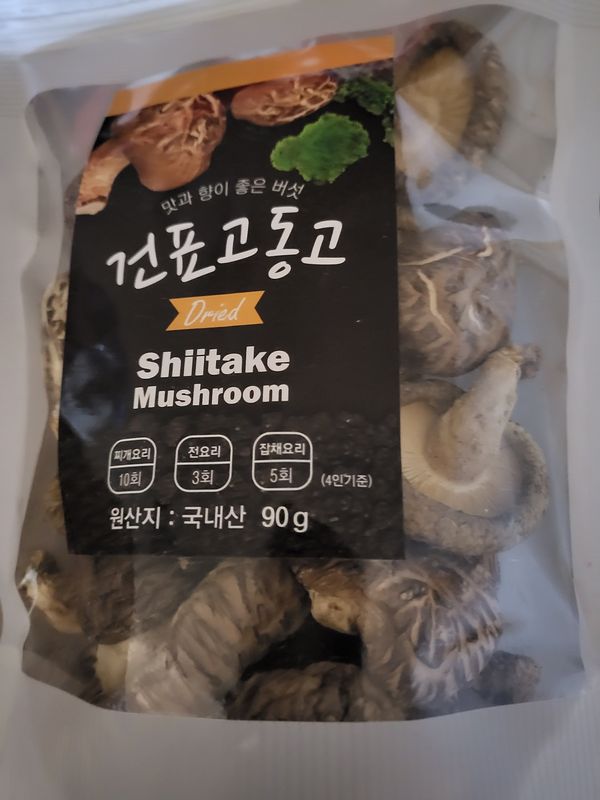 맛과 향이 좋은 버섯
건표고동고
Dried
Shiitake
Mushroom
찌개요리 전요리 잡채요리
10회 3회 5회 (4인기준)
원산지 : 국내산 90g